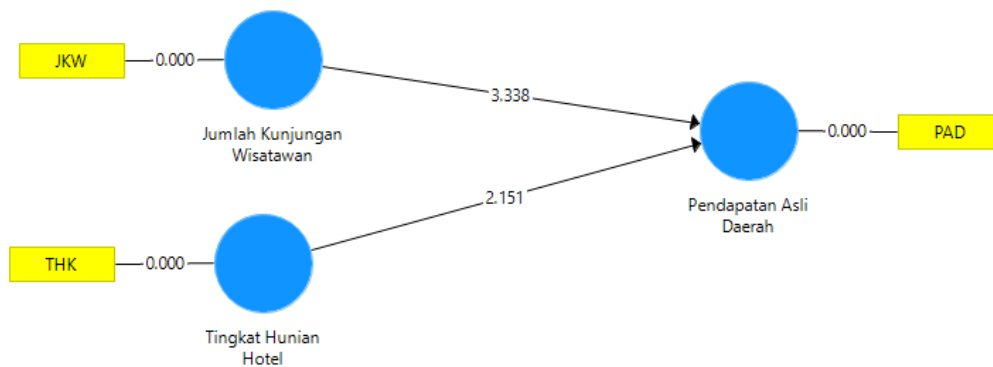 JKW
0.000
Jumlah Kunjungan
Wisatawan
3.338
0.000
PAD
Pendapatan Asli
Daerah
2.151
THK
0.000
Tingkat Hunian
Hotel